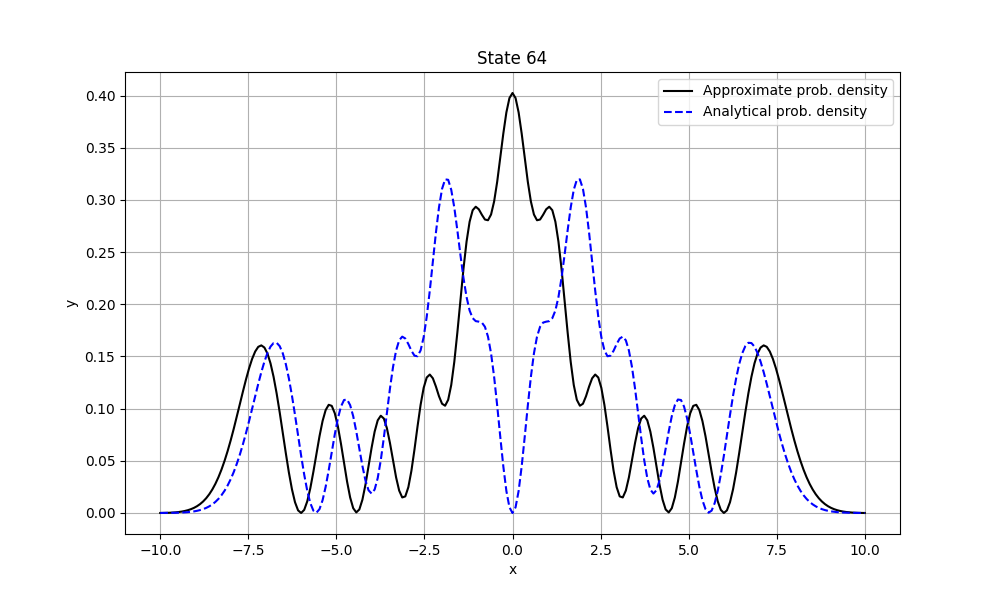 State 64
Approximate prob. density
Analytical prob. density
y
0.40
0.35
0.30
0.25
0.20
0.15
0.10
0.05
0.00
−10.0 −7.5 −5.0 −2.5 0.0 2.5 5.0 7.5 10.0
x